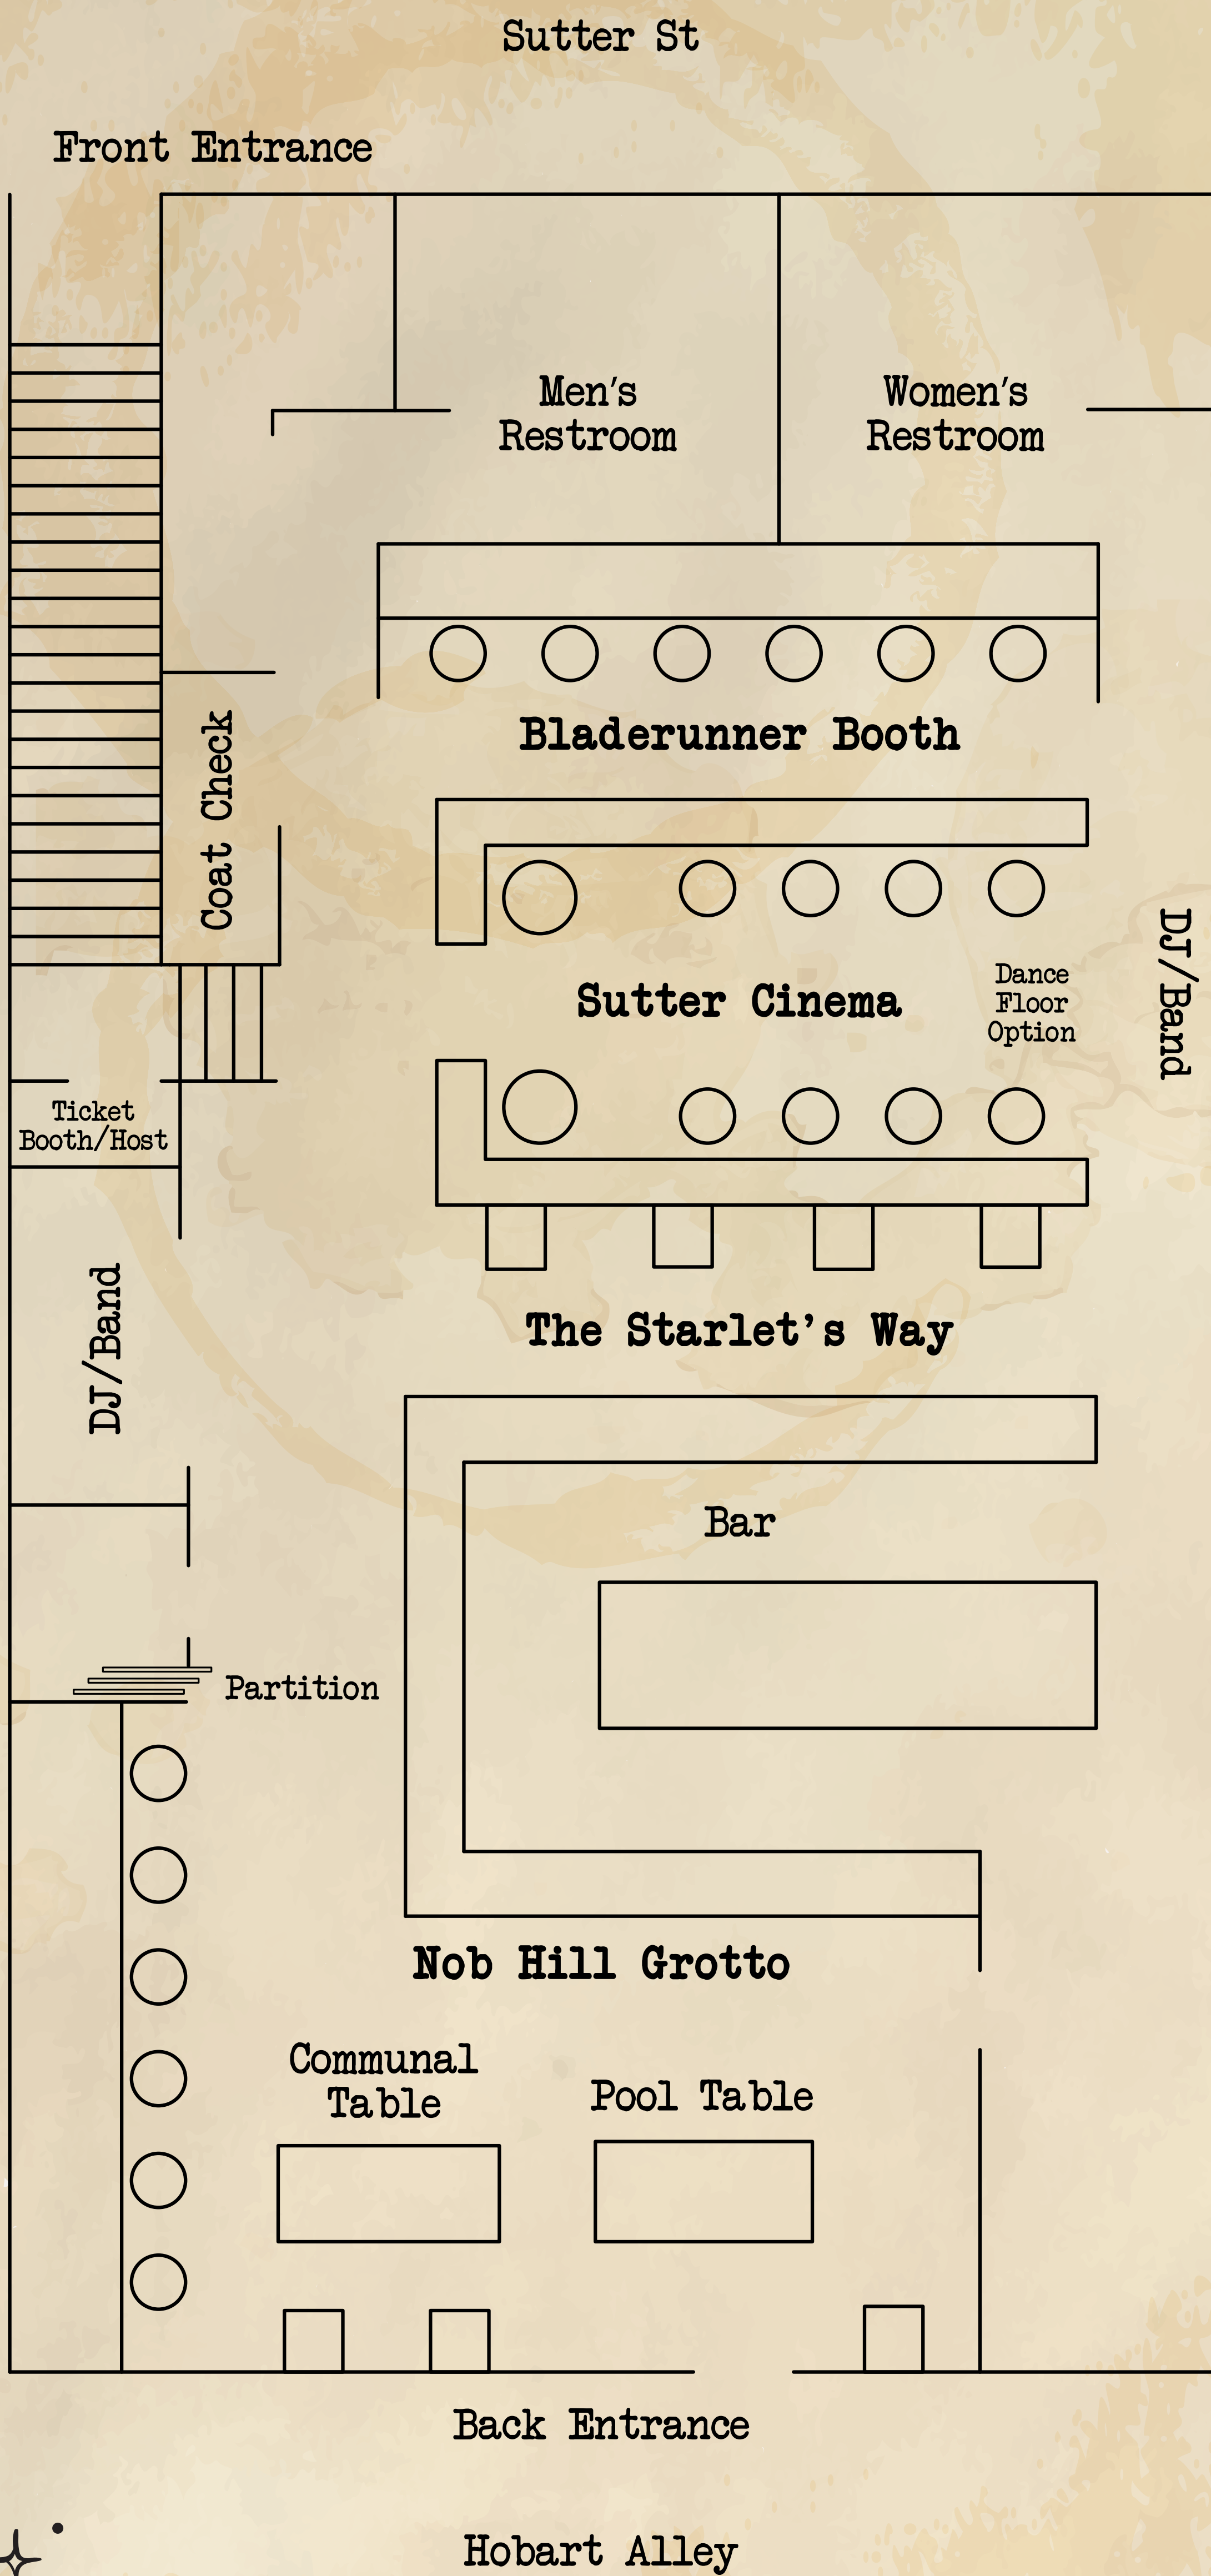 Sutter St
Front Entrance
Men's
Restroom
Women's
Restroom
Coat Check
Bladerunner Booth
Sutter Cinema
Dance
Floor
Option
DJ/Band
Ticket
Booth/Host
DJ/Band
The Starlet's Way
Bar
Partition
Nob Hill Grotto
Communal
Table
Pool Table
Back Entrance
Hobart Alley